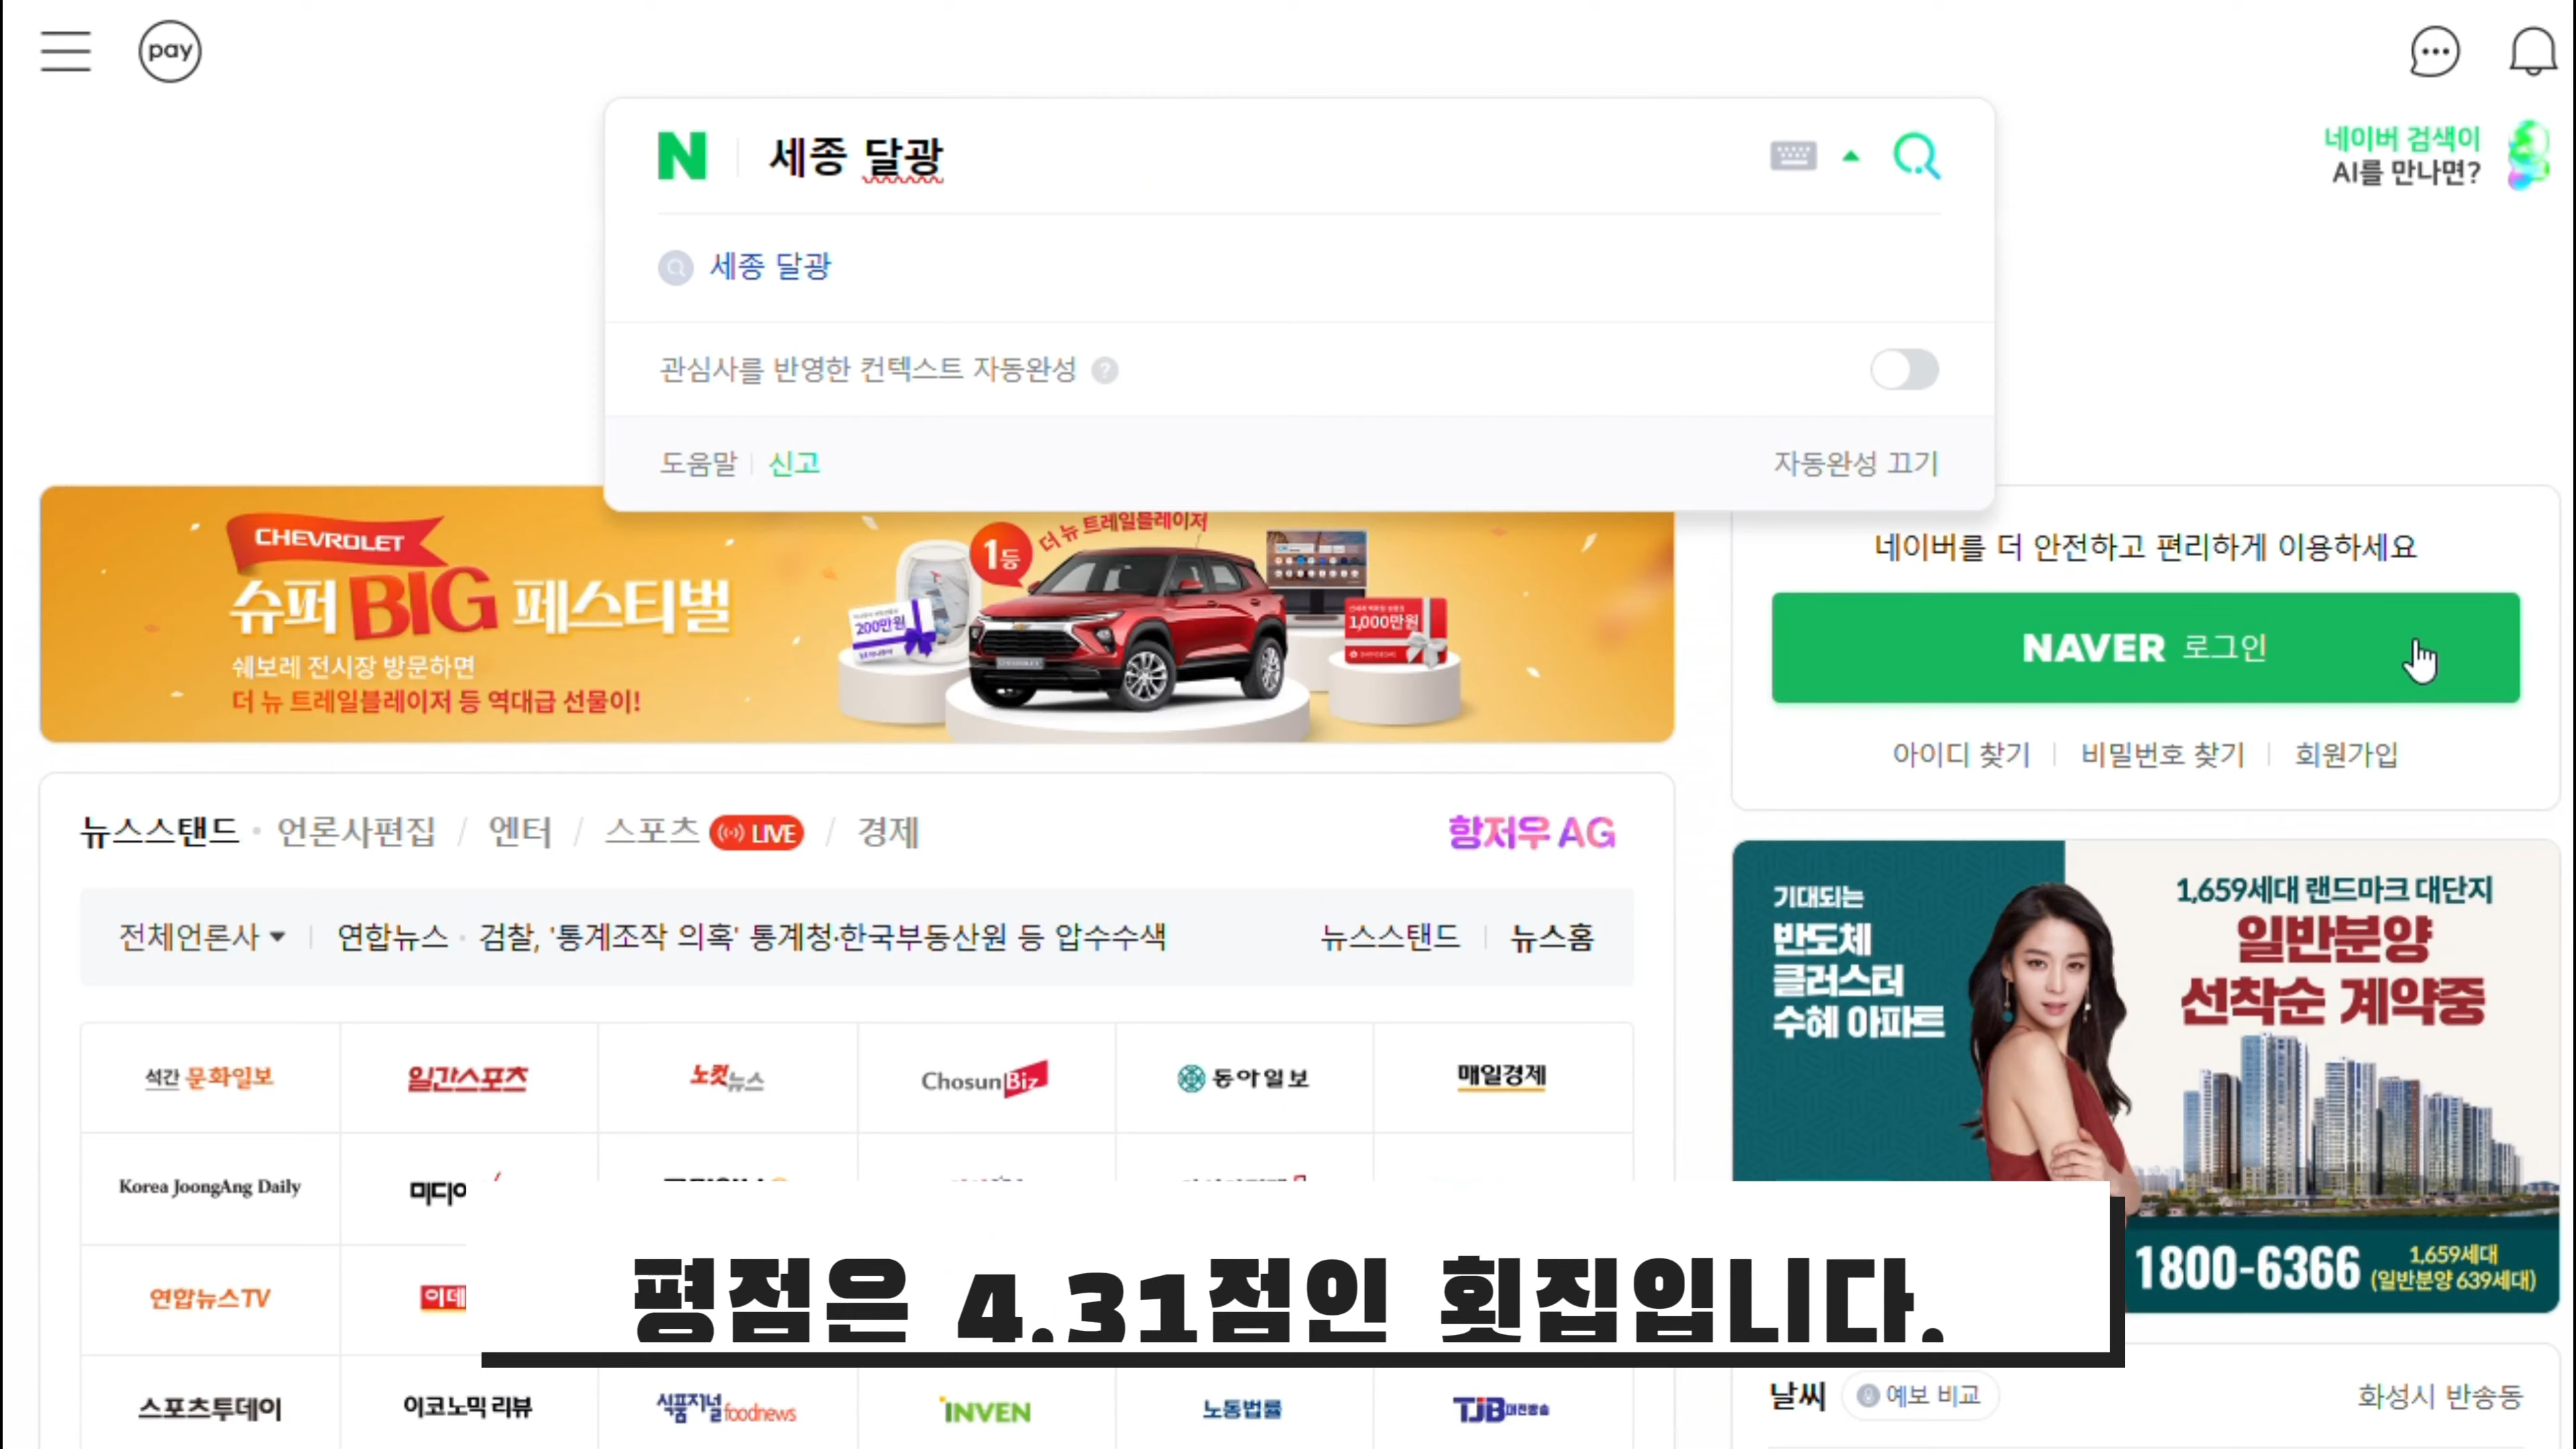 pay
N 세종 달광
네이버 검색이
AI를 만나면?
세종 달광
관심사를 반영한 컨텍스트 자동완성 ?
도움말 신고 자동완성 끄기
CHEVROLET
슈퍼 BIG 페스티벌
쉐보레 전시장 방문하면
더 뉴 트레일블레이저 등 역대급 선물이!
1등
더 뉴 트레일블레이저
200만원
1,000만원
네이버를 더 안전하고 편리하게 이용하세요
NAVER 로그인
아이디 찾기 비밀번호 찾기 회원가입
뉴스스탠드 · 언론사편집 / 엔터 / 스포츠 LIVE / 경제 항저우 AG
전체언론사 연합뉴스 · 검찰, '통계조작 의혹' 통계청·한국부동산원 등 압수수색 뉴스스탠드 뉴스홈
석간 문화일보 일간스포츠 노컷뉴스 ChosunBiz 동아일보 매일경제
Korea JoongAng Daily 미디어
연합뉴스TV 이데
스포츠투데이 이코노믹 리뷰 식품저널 foodnews INVEN 노동법률 TJB 대전방송
기대되는
반도체
클러스터
수혜 아파트
1,659세대 랜드마크 대단지
일반분양
선착순 계약중
1800-6366
1,659세대
(일반분양 639세대)
평점은 4.31점인 횟집입니다.
날씨 예보 비교 화성시 반송동